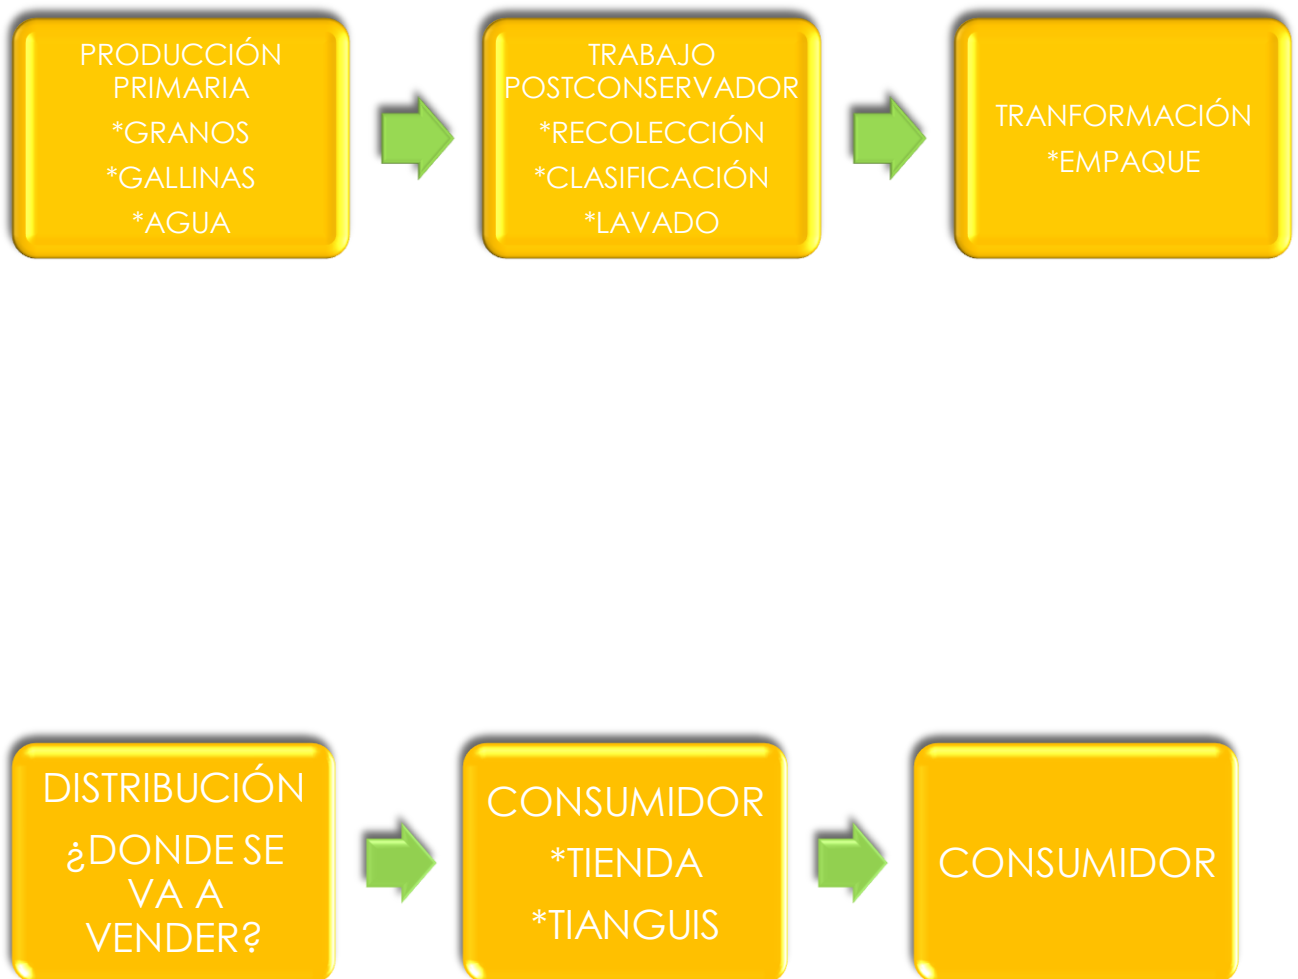 PRODUCCIÓN
PRIMARIA
*GRANOS
*GALLINAS
*AGUA
TRABAJO
POSTCONSERVADOR
*RECOLECCIÓN
*CLASIFICACIÓN
*LAVADO
TRANFORMACIÓN
*EMPAQUE
DISTRIBUCIÓN
¿DONDE SE
VA A
VENDER?
CONSUMIDOR
*TIENDA
*TIANGUIS
CONSUMIDOR